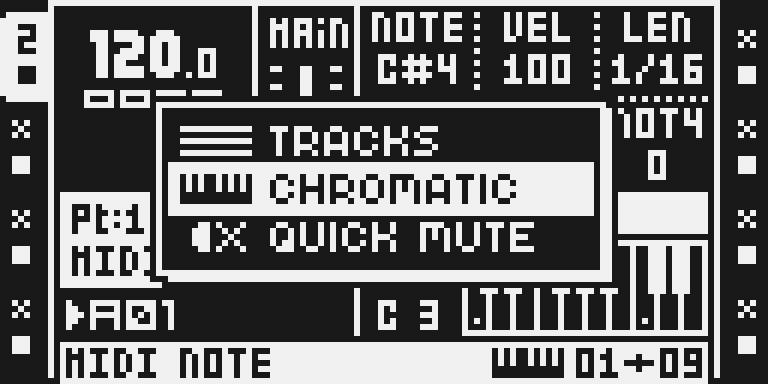 2
120.0
MAiN
NOTE VEL LEN
C#4 100 1/16
TRACKS
CHROMATIC
QUICK MUTE
0
Pt:1
MIDI
A01
C 3
MIDI NOTE
01→09
x
x
x
x
x
x
x